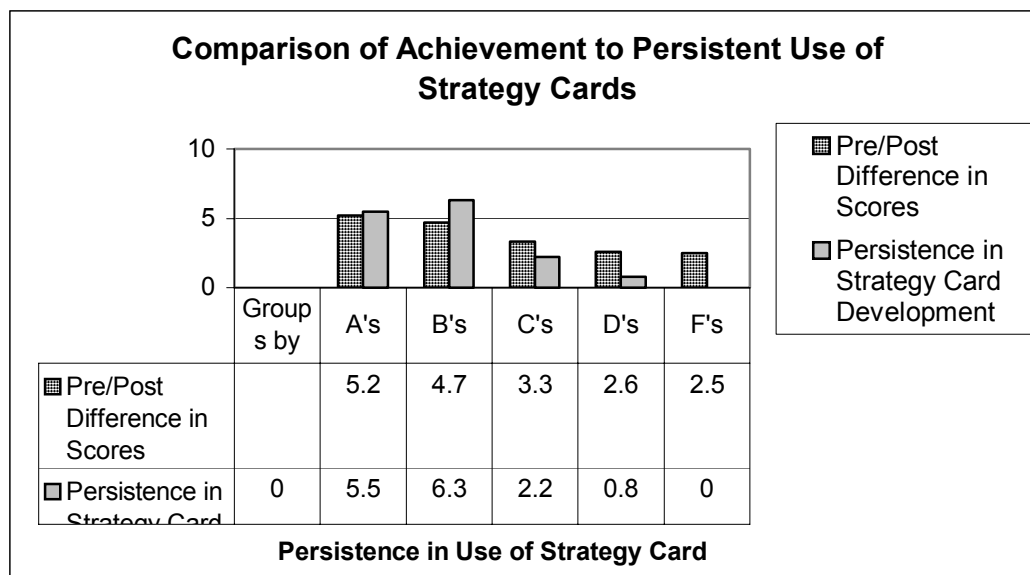 Comparison of Achievement to Persistent Use of
Strategy Cards
10
5
0
Pre/Post
Difference in
Scores
Persistence in
Strategy Card
Development
Group
s by
A's
B's
C's
D's
F's
Pre/Post
Difference in
Scores
5.2
4.7
3.3
2.6
2.5
Persistence in
Strategy Card
0
5.5
6.3
2.2
0.8
0
Persistence in Use of Strategy Card